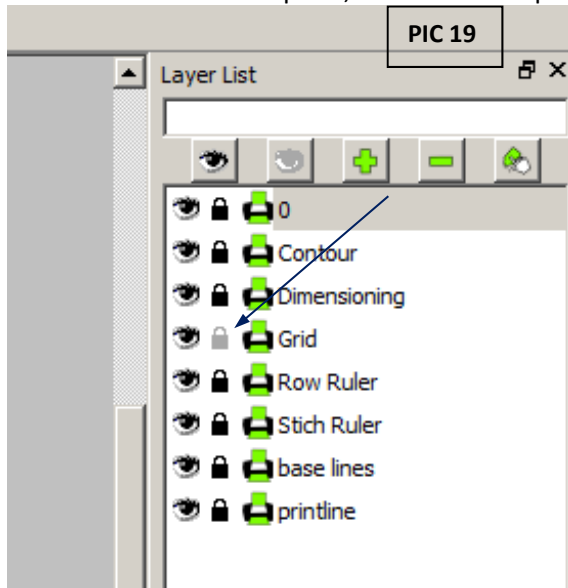 PIC 19
Layer List
0
Contour
Dimensioning
Grid
Row Ruler
Stich Ruler
base lines
printline